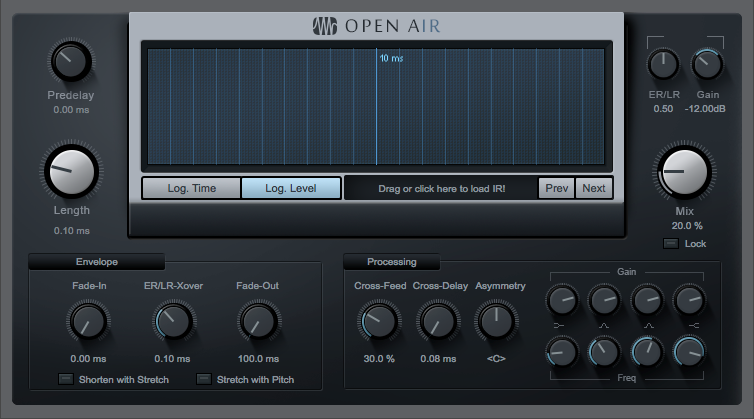 OPEN AIR
10 ms
Predelay
0.00 ms
ER/LR
Gain
0.50
-12.00dB
Length
0.10 ms
Log. Time
Log. Level
Drag or click here to load IR!
Prev
Next
Mix
20.0 %
Lock
Envelope
Fade-In
ER/LR-Xover
Fade-Out
0.00 ms
0.10 ms
100.0 ms
Shorten with Stretch
Stretch with Pitch
Processing
Cross-Feed
Cross-Delay
Asymmetry
30.0 %
0.08 ms
<C>
Gain
Freq